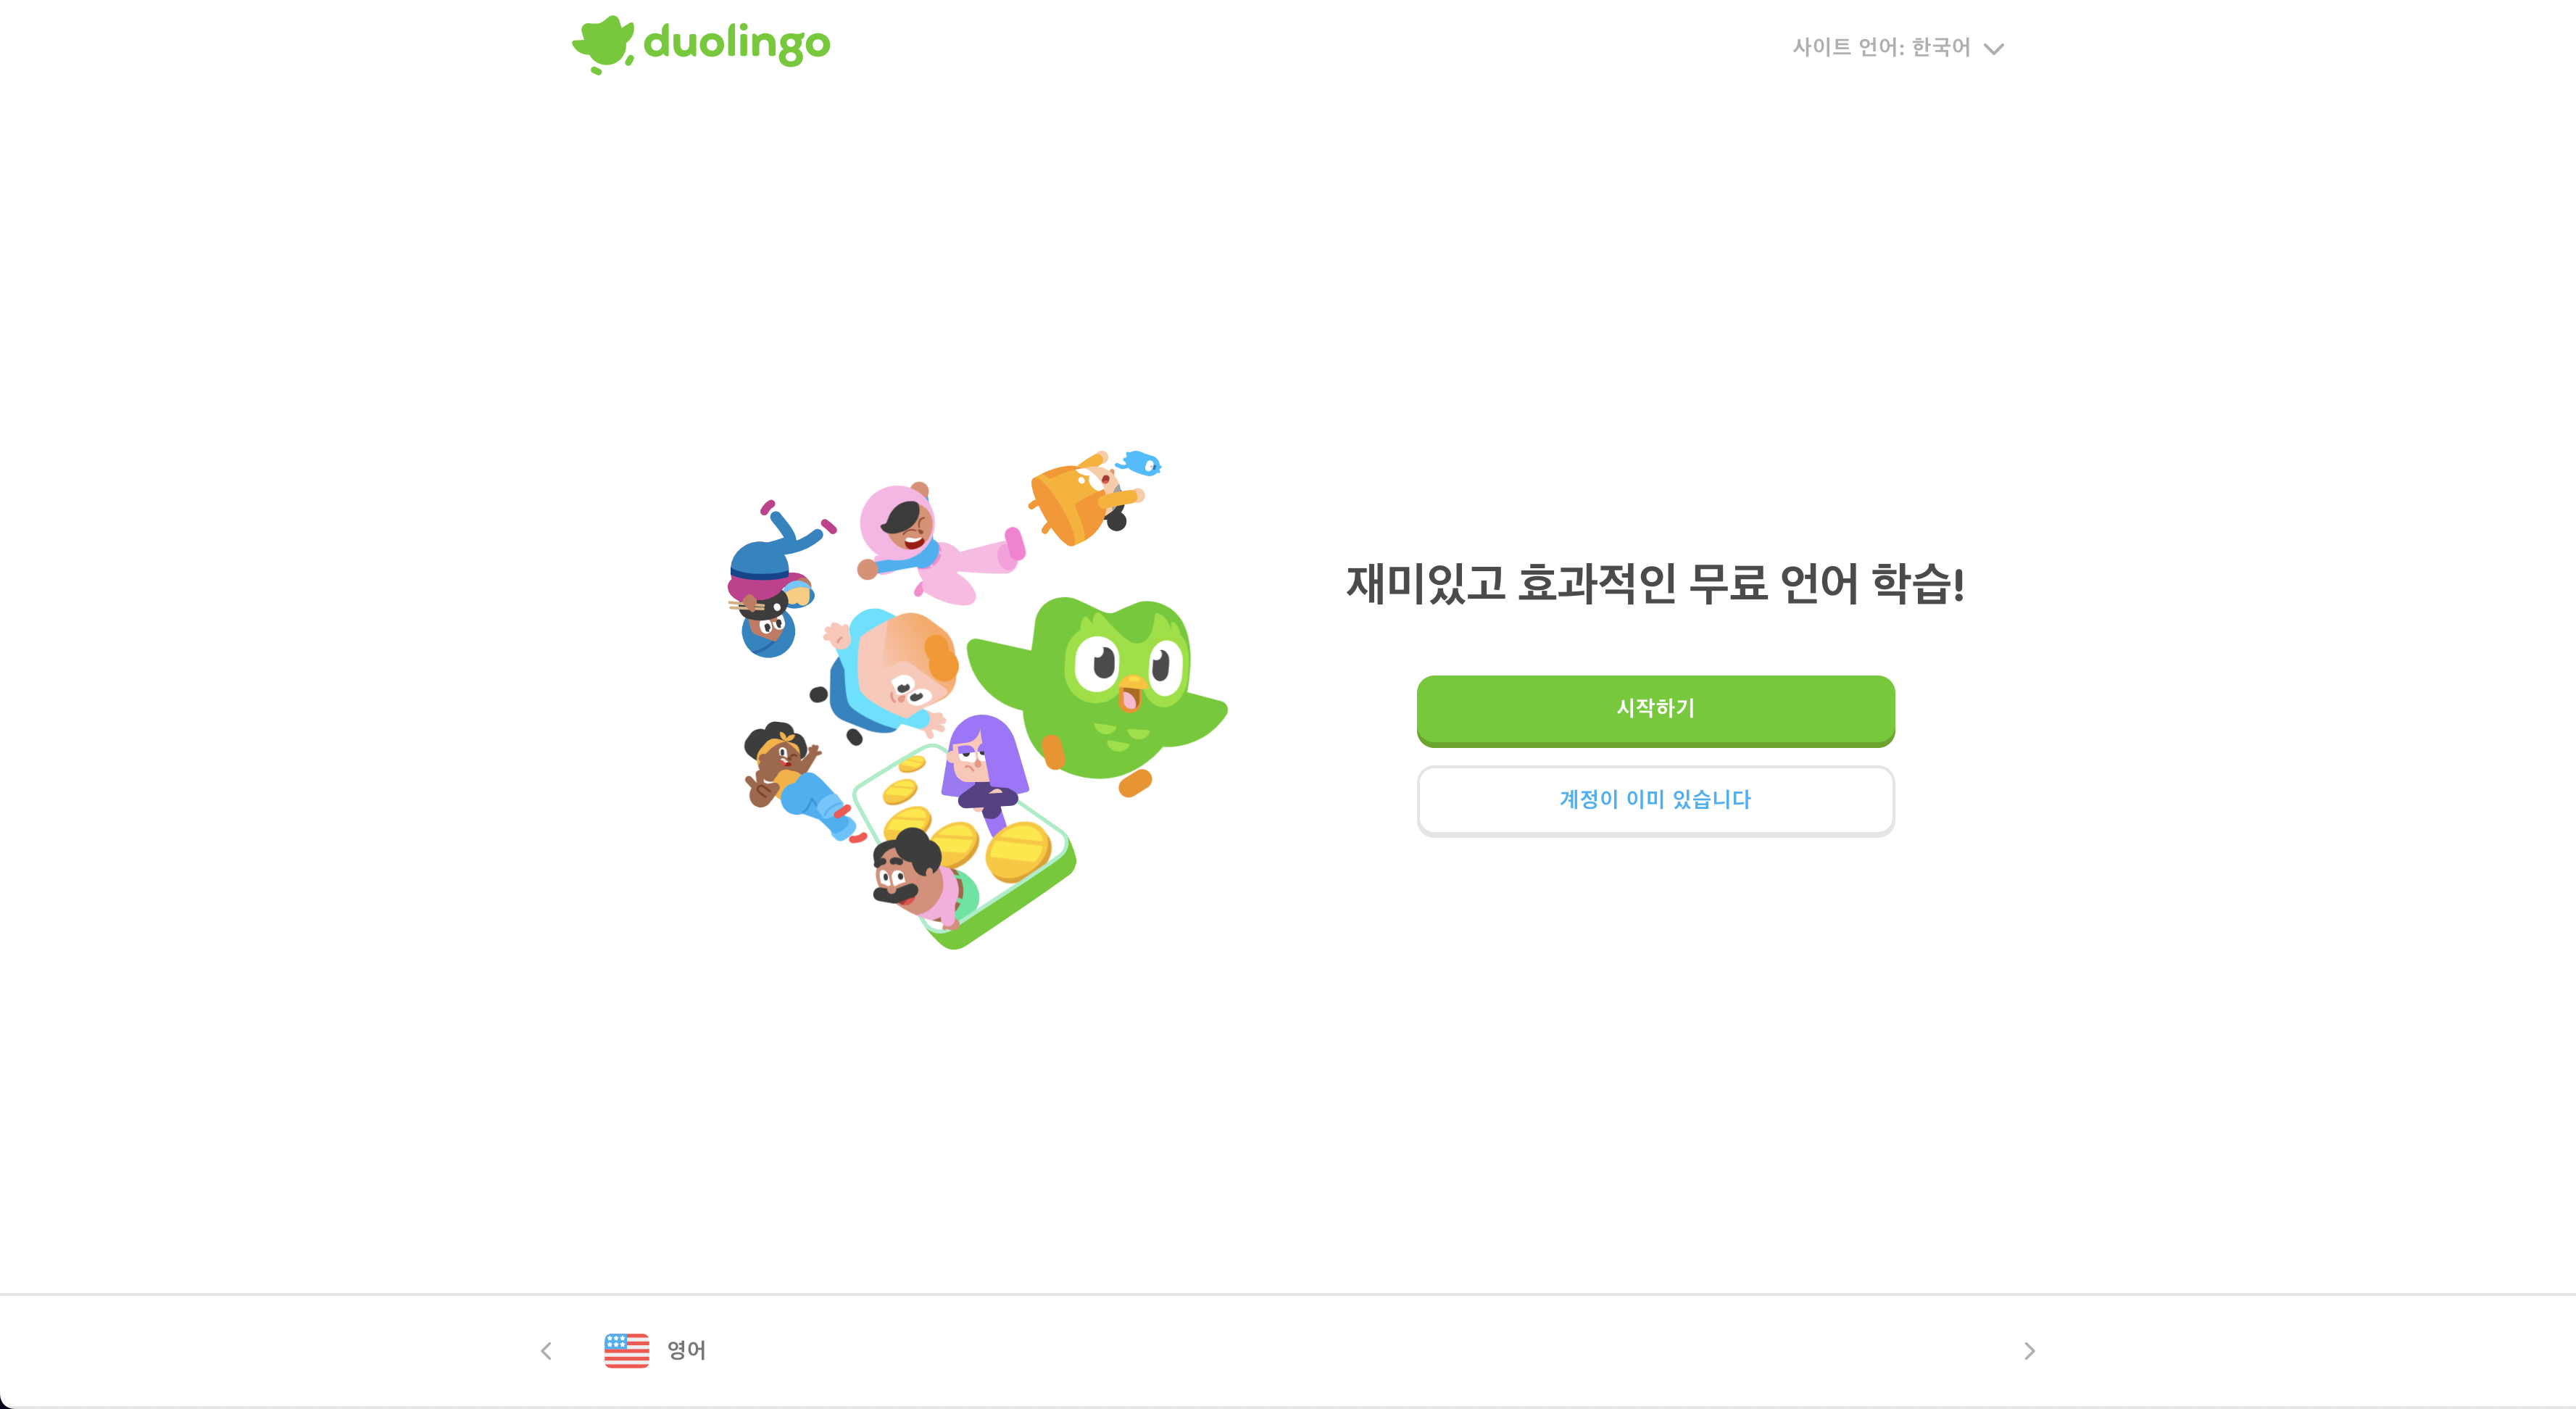 duolingo
사이트 언어: 한국어
재미있고 효과적인 무료 언어 학습!
시작하기
계정이 이미 있습니다
영어